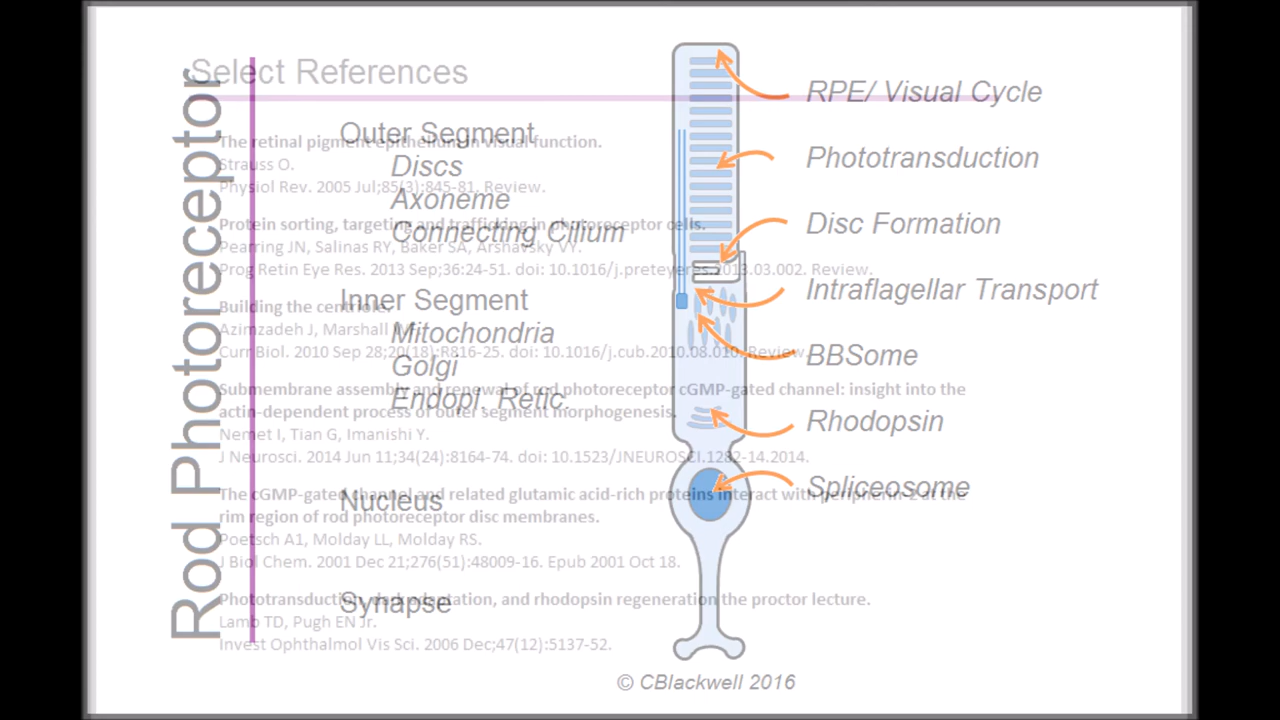 Rod Photoreceptor
Outer Segment
Discs
Axoneme
Connecting Cilium
Inner Segment
Mitochondria
Golgi
Endopl. Retic.
Nucleus
Synapse
RPE/ Visual Cycle
Phototransduction
Disc Formation
Intraflagellar Transport
BBSome
Rhodopsin
Spliceosome
© CBlackwell 2016
Select References
The retinal pigment epithelium in visual function.
Strauss O.
Physiol Rev. 2005 Jul;85(3):845-81. Review.
Protein sorting, targeting and trafficking in photoreceptor cells.
Pearring JN, Salinas RY, Baker SA, Arshavsky VY.
Prog Retin Eye Res. 2013 Sep;36:24-51. doi: 10.1016/j.preteyeres.2013.03.002. Review.
Building the centriole.
Azimzadeh J, Marshall
Curr Biol. 2010 Sep 28;20(18):R816-25. doi: 10.1016/j.cub.2010.08.010. Review.
Submembrane assembly and renewal of rod photoreceptor cGMP-gated channel: insight into the
actin-dependent process of outer segment morphogenesis.
Nemet I, Tian G, Imanishi Y.
J Neurosci. 2014 Jun 11;34(24):8164-74. doi: 10.1523/JNEUROSCI.1282-14.2014.
The cGMP-gated channel and related glutamic acid-rich proteins interact with peripherin-2 at the
rim region of rod photoreceptor disc membranes.
Poetsch A1, Molday LL, Molday RS.
J Biol Chem. 2001 Dec 21;276(51):48009-16. Epub 2001 Oct 18.
Phototransduction, dark adaptation, and rhodopsin regeneration the proctor lecture.
Lamb TD, Pugh EN Jr.
Invest Ophthalmol Vis Sci. 2006 Dec;47(12):5137-52.